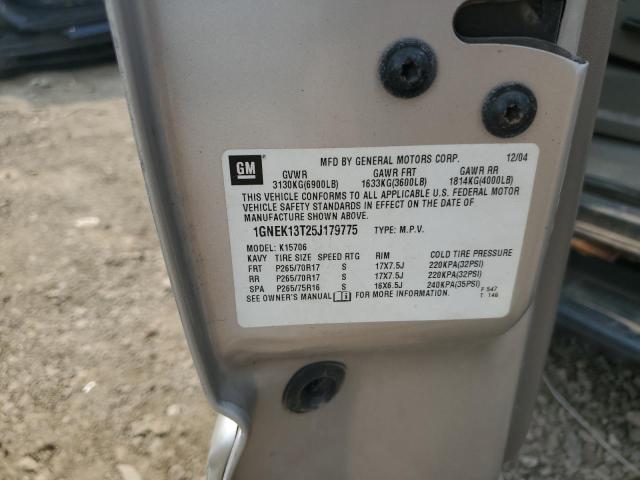 GM
MFD BY GENERAL MOTORS CORP. 12/04
GVWR GAWR FRT GAWR RR
3130KG(6900LB) 1633KG(3600LB) 1814KG(4000LB)
THIS VEHICLE CONFORMS TO ALL APPLICABLE U.S. FEDERAL MOTOR
VEHICLE SAFETY STANDARDS IN EFFECT ON THE DATE OF
MANUFACTURE SHOWN ABOVE.
1GNEK13T25J179775 TYPE: M.P.V.
MODEL: K15706
KAVY TIRE SIZE SPEED RTG RIM COLD TIRE PRESSURE
FRT P265/70R17 S 17X7.5J 220KPA(32PSI)
RR P265/70R17 S 17X7.5J 220KPA(32PSI)
SPA P265/75R16 S 16X6.5J 240KPA(35PSI)
SEE OWNER'S MANUAL FOR MORE INFORMATION.
F 547
T 146